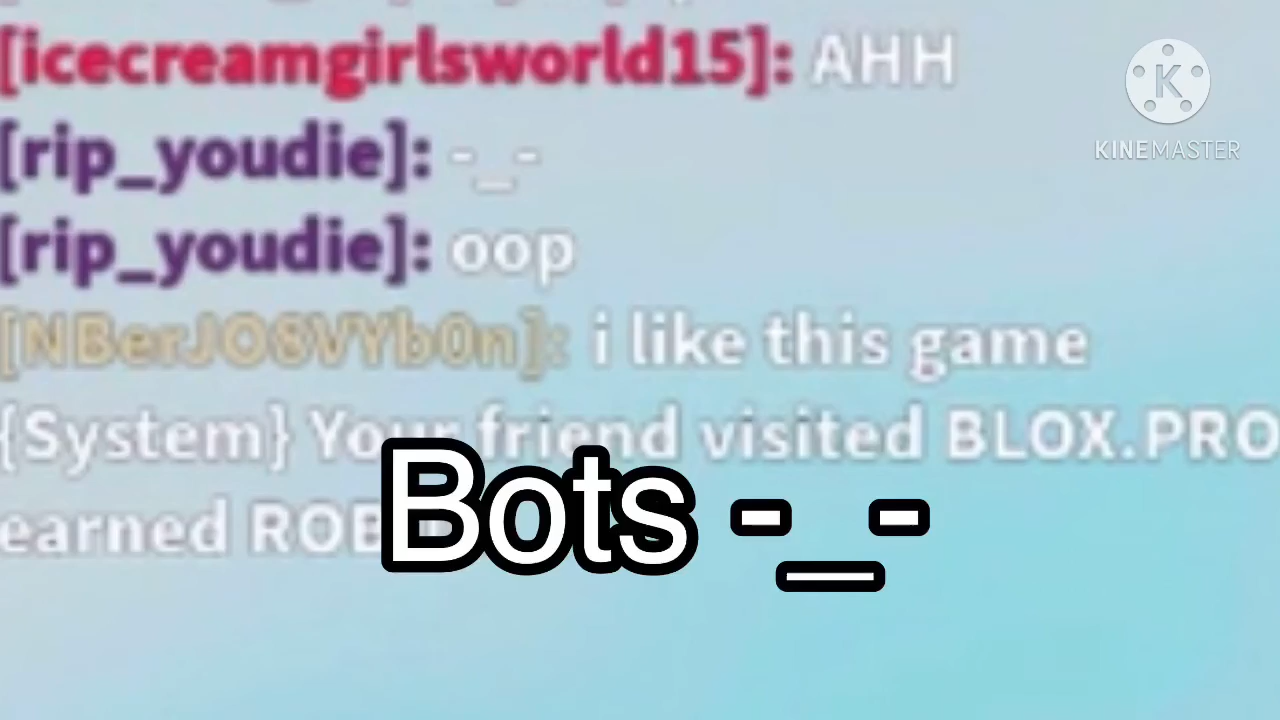 [icecreamgirlsworld15]: AHH
[rip_youdie]: -_-
[rip_youdie]: oop
[NBerJO8VYb0n]: i like this game
{System} Your friend visited BLOX.PRO
earned ROB
Bots -_-
K
KINEMASTER